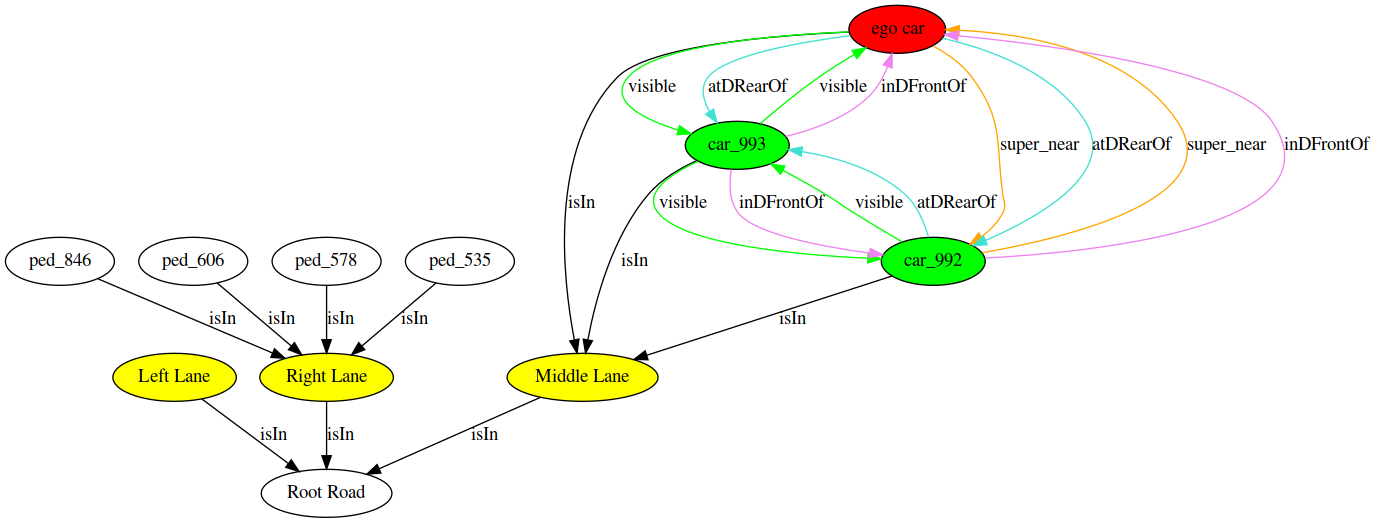 ego car
visible
atDRearOf
visible
inDFrontOf
car_993
super_near
atDRearOf
super_near
inDFrontOf
isIn
visible
inDFrontOf
visible
atDRearOf
isIn
ped_846
ped_606
ped_578
ped_535
car_992
isIn
isIn
isIn
isIn
isIn
Left Lane
Right Lane
Middle Lane
isIn
isIn
isIn
Root Road